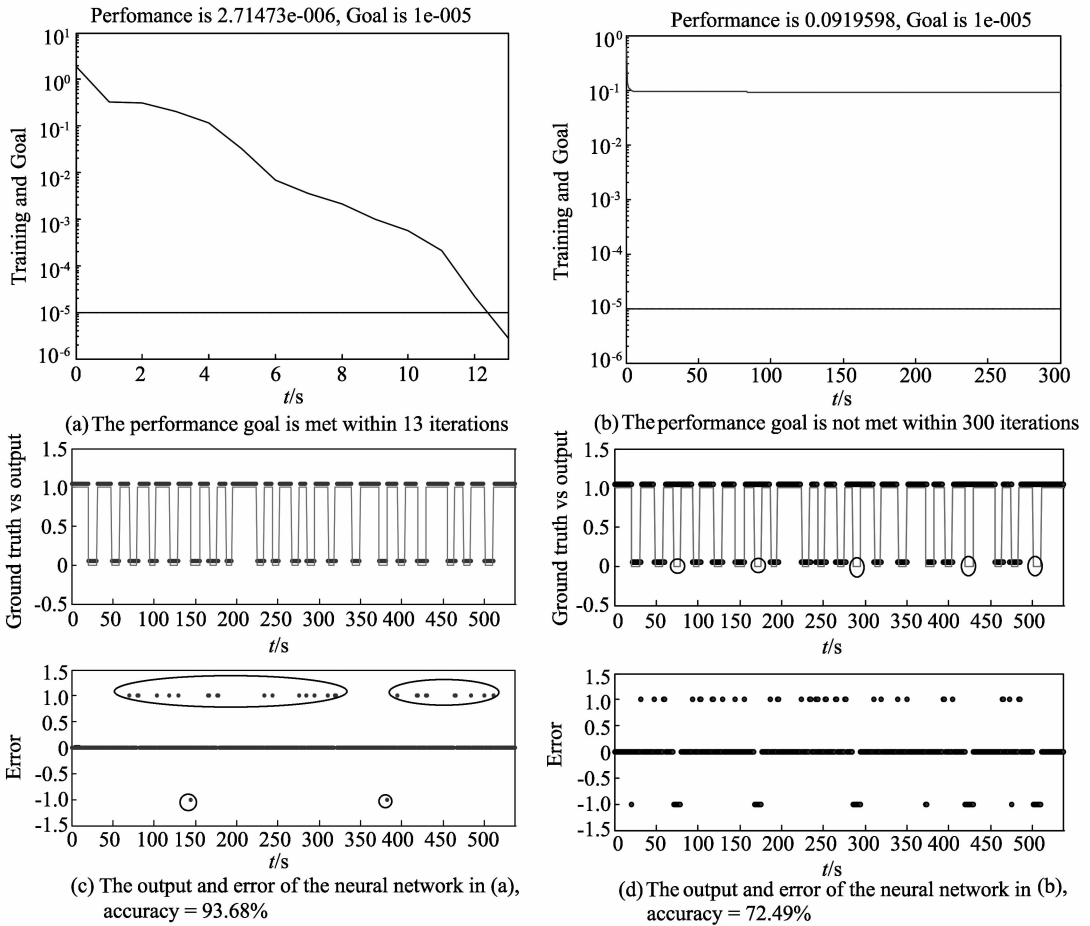 Perfomance is 2.71473e-006, Goal is 1e-005
Training and Goal
10^1
10^0
10^-1
10^-2
10^-3
10^-4
10^-5
10^-6
0 2 4 6 8 10 12
t/s
(a) The performance goal is met within 13 iterations
Performance is 0.0919598, Goal is 1e-005
Training and Goal
10^0
10^-1
10^-2
10^-3
10^-4
10^-5
10^-6
0 50 100 150 200 250 300
t/s
(b) The performance goal is not met within 300 iterations
Ground truth vs output
1.5
1.0
0.5
0
-0.5
0 50 100 150 200 250 300 350 400 450 500
t/s
Error
1.5
1.0
0.5
0
-0.5
-1.0
-1.5
0 50 100 150 200 250 300 350 400 450 500
t/s
(c) The output and error of the neural network in (a),
accuracy = 93.68%
Ground truth vs output
1.5
1.0
0.5
0
-0.5
0 50 100 150 200 250 300 350 400 450 500
t/s
Error
1.5
1.0
0.5
0
-0.5
-1.0
-1.5
0 50 100 150 200 250 300 350 400 450 500
t/s
(d) The output and error of the neural network in (b),
accuracy = 72.49%